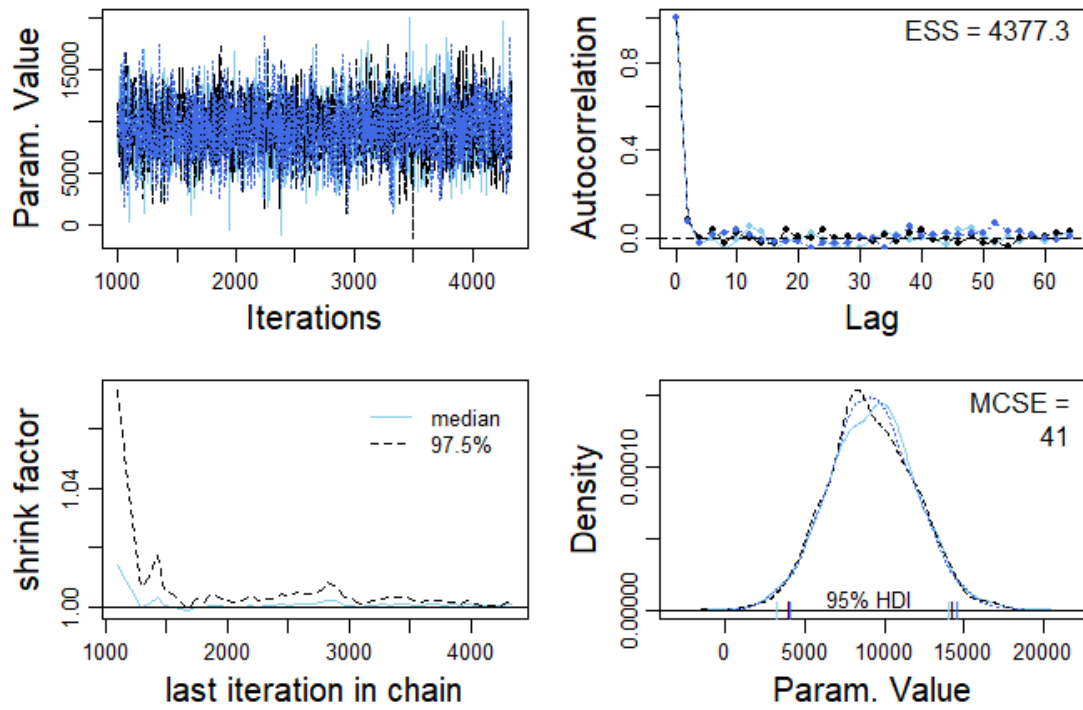 Param. Value
0
5000
15000
1000
2000
3000
4000
Iterations
Autocorrelation
0.0
0.4
0.8
ESS = 4377.3
0
10
20
30
40
50
60
Lag
shrink factor
1.00
1.04
median
97.5%
1000
2000
3000
4000
last iteration in chain
Density
0.00000
0.00010
MCSE =
41
95% HDI
0
5000
10000
15000
20000
Param. Value